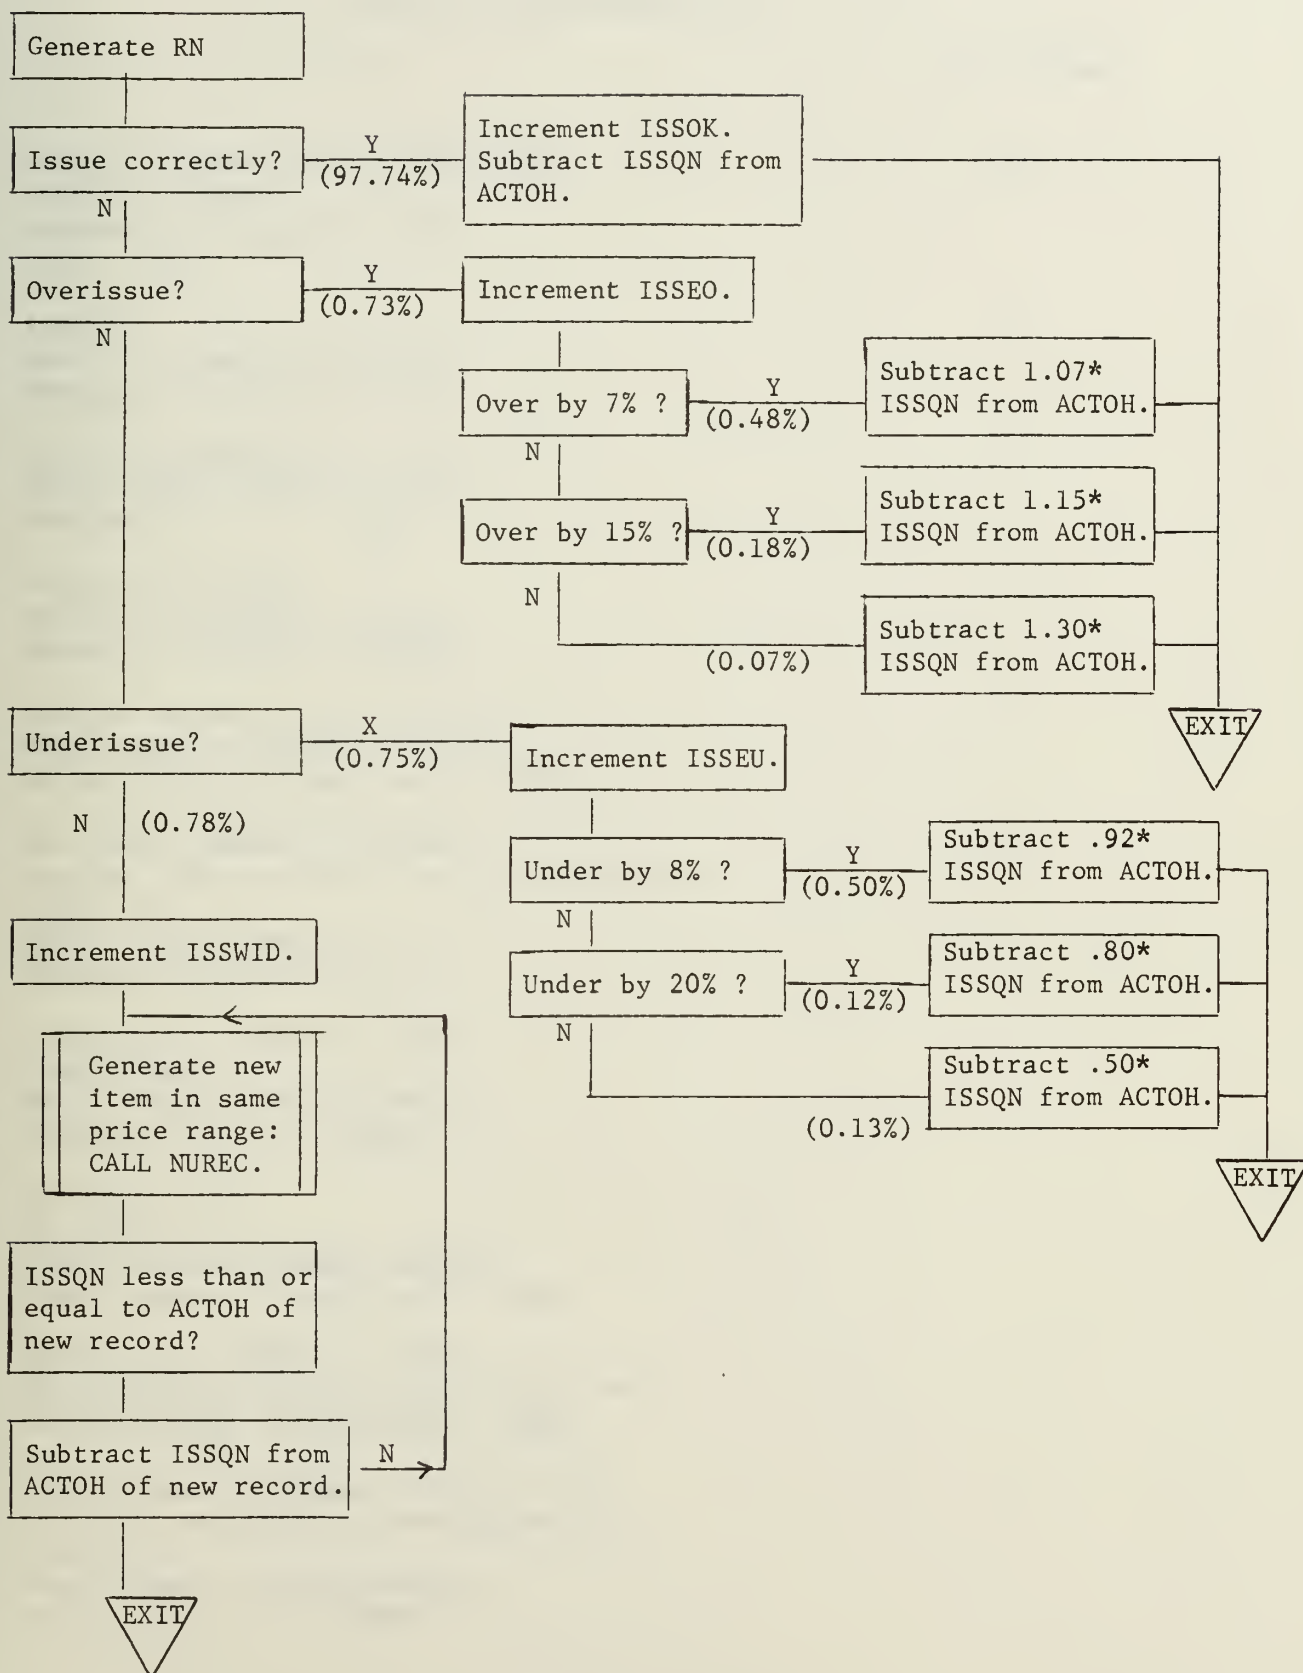 Generate RN
Issue correctly?
Y
(97.74%)
Increment ISSOK.
Subtract ISSQN from
ACTOH.
N
Overissue?
Y
(0.73%)
Increment ISSEO.
N
Over by 7% ?
Y
(0.48%)
Subtract 1.07*
ISSQN from ACTOH.
N
Over by 15% ?
Y
(0.18%)
Subtract 1.15*
ISSQN from ACTOH.
N
(0.07%)
Subtract 1.30*
ISSQN from ACTOH.
EXIT
Underissue?
X
(0.75%)
Increment ISSEU.
N
(0.78%)
Under by 8% ?
Y
(0.50%)
Subtract .92*
ISSQN from ACTOH.
N
Under by 20% ?
Y
(0.12%)
Subtract .80*
ISSQN from ACTOH.
N
(0.13%)
Subtract .50*
ISSQN from ACTOH.
EXIT
Increment ISSWID.
Generate new
item in same
price range:
CALL NUREC.
ISSQN less than or
equal to ACTOH of
new record?
Subtract ISSQN from
ACTOH of new record.
N
EXIT